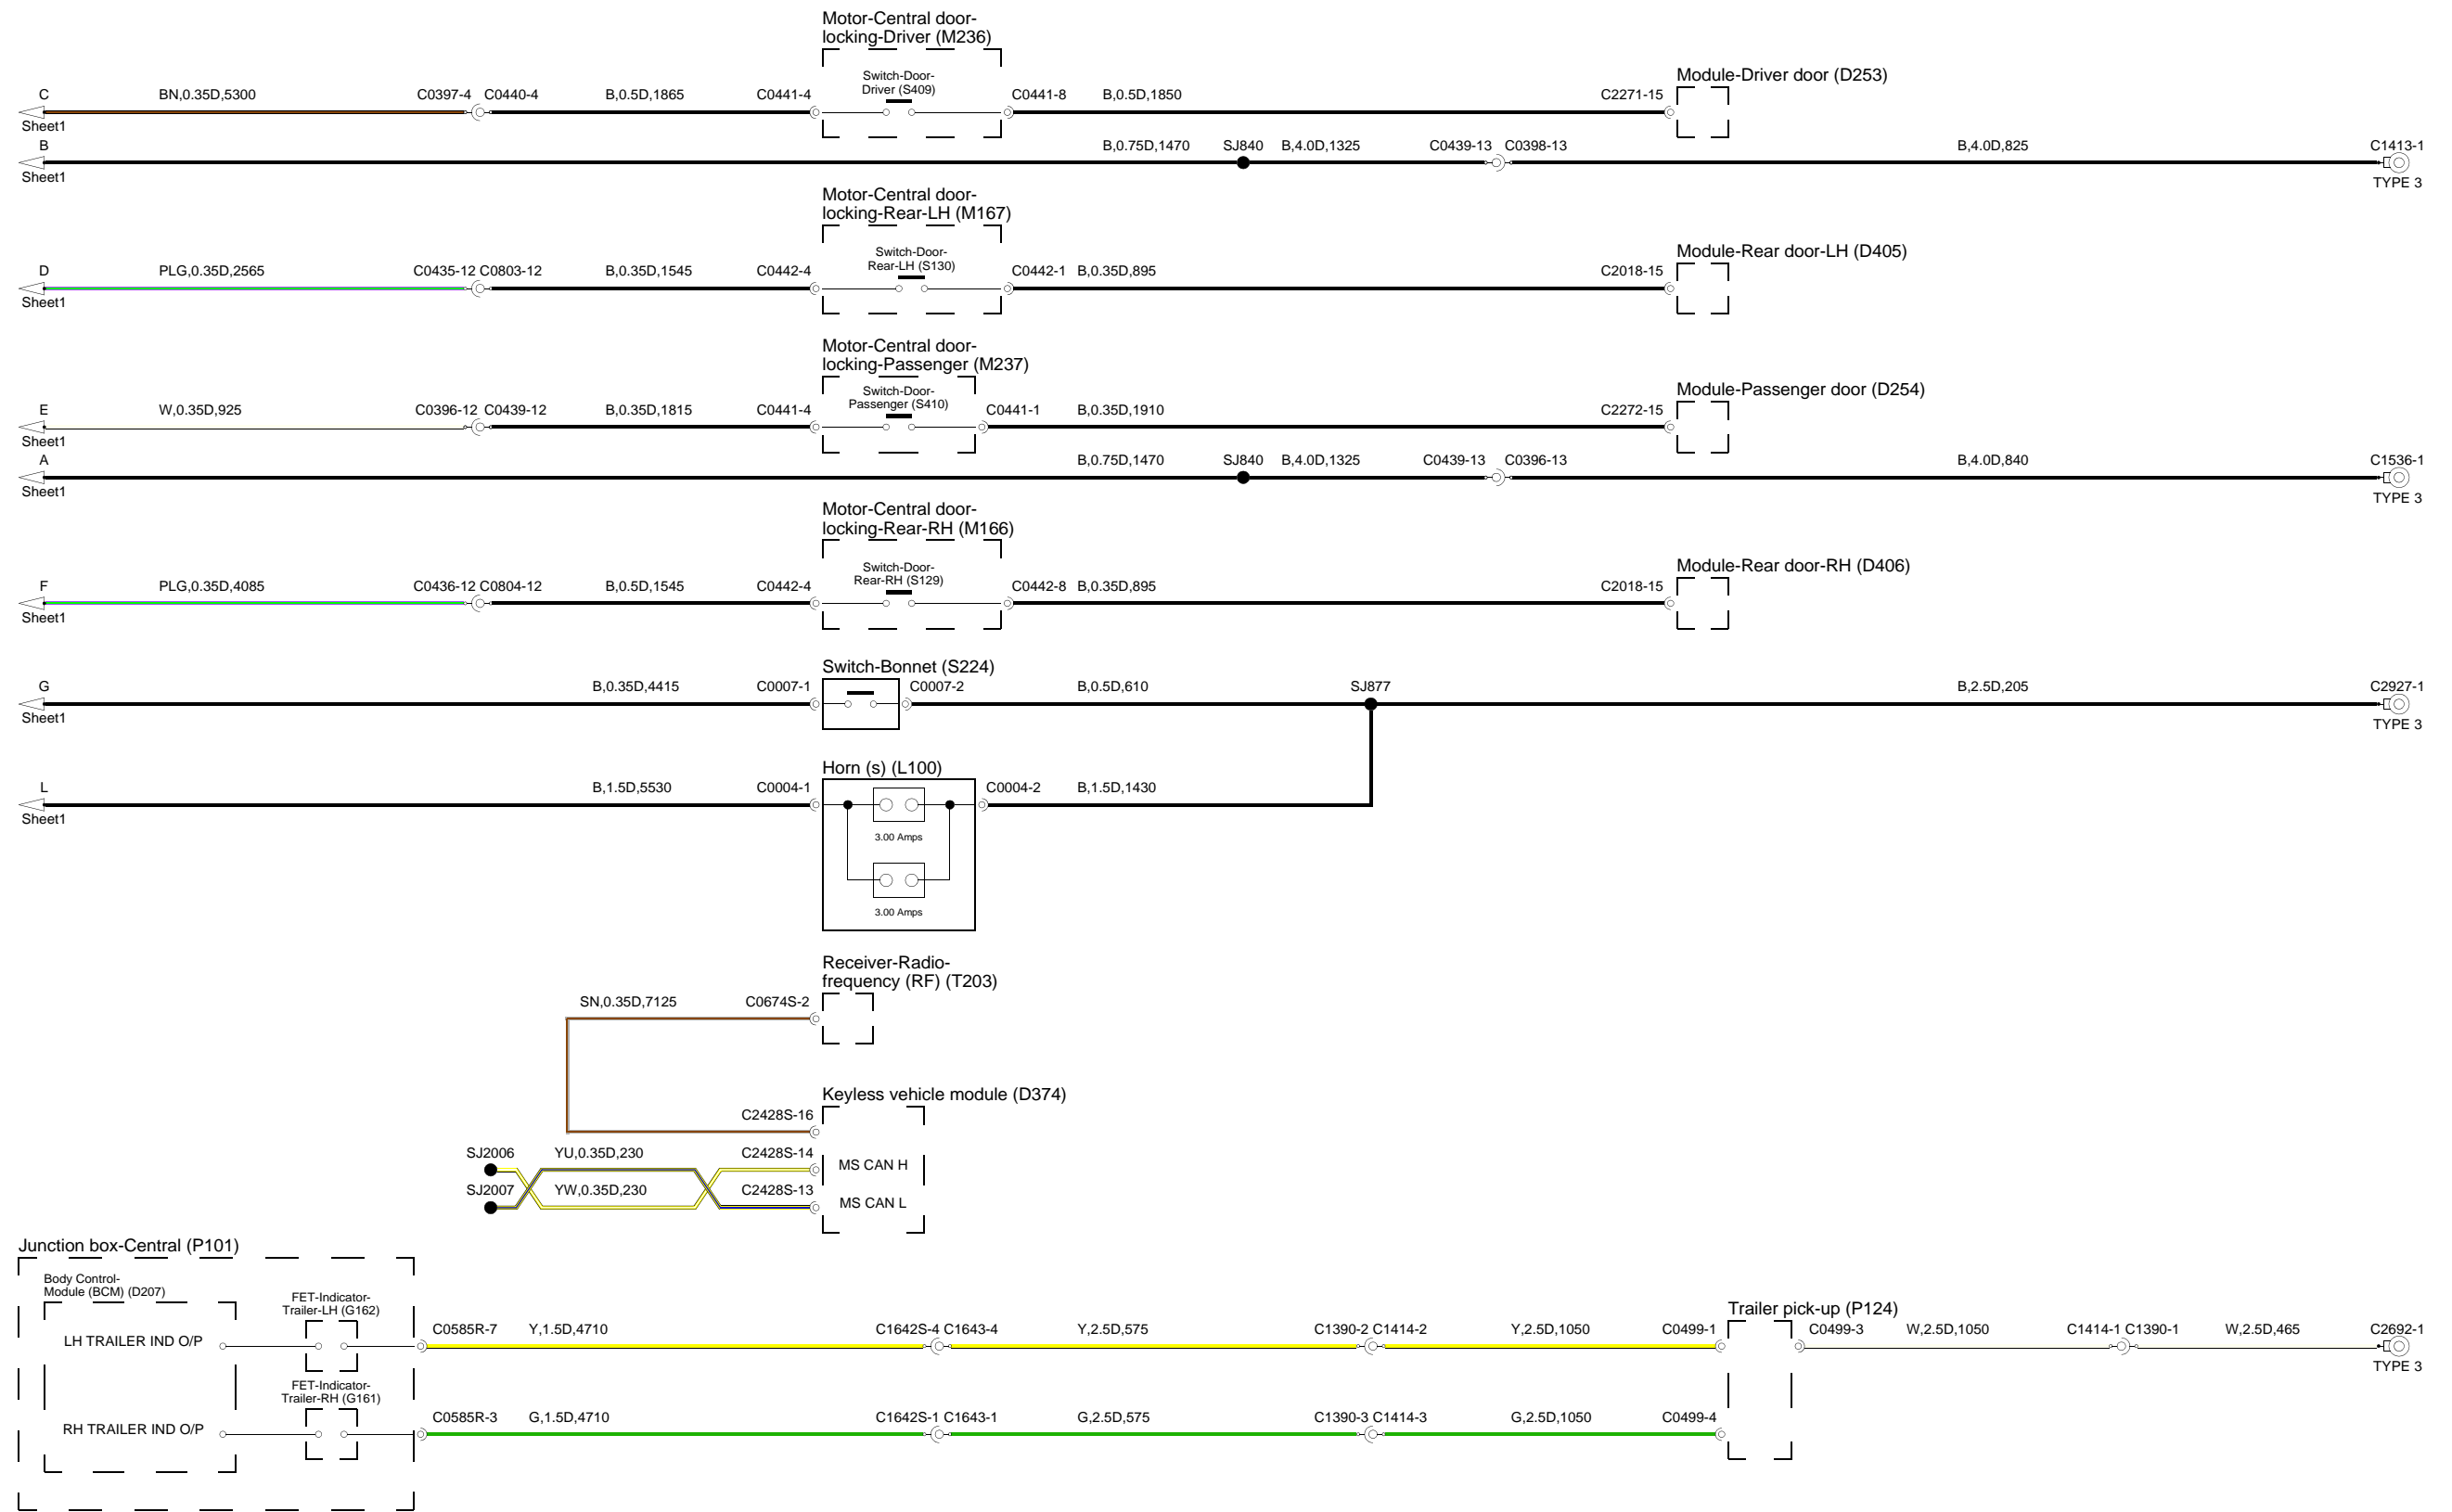 Motor-Central door-
locking-Driver (M236)
Switch-Door-
Driver (S409)
Module-Driver door (D253)
C BN,0.35D,5300 C0397-4 C0440-4 B,0.5D,1865 C0441-4 C0441-8 B,0.5D,1850 C2271-15
Sheet1
B B,0.75D,1470 SJ840 B,4.0D,1325 C0439-13 C0398-13 B,4.0D,825 C1413-1
Sheet1 TYPE 3
Motor-Central door-
locking-Rear-LH (M167)
Switch-Door-
Rear-LH (S130)
Module-Rear door-LH (D405)
D PLG,0.35D,2565 C0435-12 C0803-12 B,0.35D,1545 C0442-4 C0442-1 B,0.35D,895 C2018-15
Sheet1
Motor-Central door-
locking-Passenger (M237)
Switch-Door-
Passenger (S410)
Module-Passenger door (D254)
E W,0.35D,925 C0396-12 C0439-12 B,0.35D,1815 C0441-4 C0441-1 B,0.35D,1910 C2272-15
Sheet1
A B,0.75D,1470 SJ840 B,4.0D,1325 C0439-13 C0396-13 B,4.0D,840 C1536-1
Sheet1 TYPE 3
Motor-Central door-
locking-Rear-RH (M166)
Switch-Door-
Rear-RH (S129)
Module-Rear door-RH (D406)
F PLG,0.35D,4085 C0436-12 C0804-12 B,0.5D,1545 C0442-4 C0442-8 B,0.35D,895 C2018-15
Sheet1
Switch-Bonnet (S224)
G B,0.35D,4415 C0007-1 C0007-2 B,0.5D,610 SJ877 B,2.5D,205 C2927-1
Sheet1 TYPE 3
Horn (s) (L100)
L B,1.5D,5530 C0004-1 C0004-2 B,1.5D,1430
Sheet1
3.00 Amps
3.00 Amps
Receiver-Radio-
frequency (RF) (T203)
SN,0.35D,7125 C0674S-2
Keyless vehicle module (D374)
C2428S-16
SJ2006 YU,0.35D,230 C2428S-14
MS CAN H
SJ2007 YW,0.35D,230 C2428S-13
MS CAN L
Junction box-Central (P101)
Body Control-
Module (BCM) (D207)
FET-Indicator-
Trailer-LH (G162)
Trailer pick-up (P124)
LH TRAILER IND O/P C0585R-7 Y,1.5D,4710 C1642S-4 C1643-4 Y,2.5D,575 C1390-2 C1414-2 Y,2.5D,1050 C0499-1 C0499-3 W,2.5D,1050 C1414-1 C1390-1 W,2.5D,465 C2692-1
TYPE 3
FET-Indicator-
Trailer-RH (G161)
RH TRAILER IND O/P C0585R-3 G,1.5D,4710 C1642S-1 C1643-1 G,2.5D,575 C1390-3 C1414-3 G,2.5D,1050 C0499-4